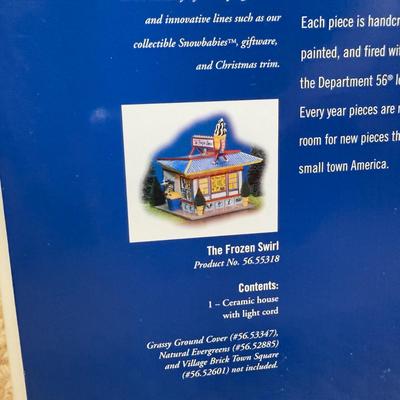 and innovative lines such as our
collectible Snowbabies™, giftware,
and Christmas trim.
Each piece is handc
painted, and fired wi
the Department 56® l
Every year pieces are r
room for new pieces th
small town America.
The Frozen Swirl
Product No. 56.55318
Contents:
1 – Ceramic house
with light cord
Grassy Ground Cover (#56.53347),
Natural Evergreens (#56.52885)
and Village Brick Town Square
(#56.52601) not included.